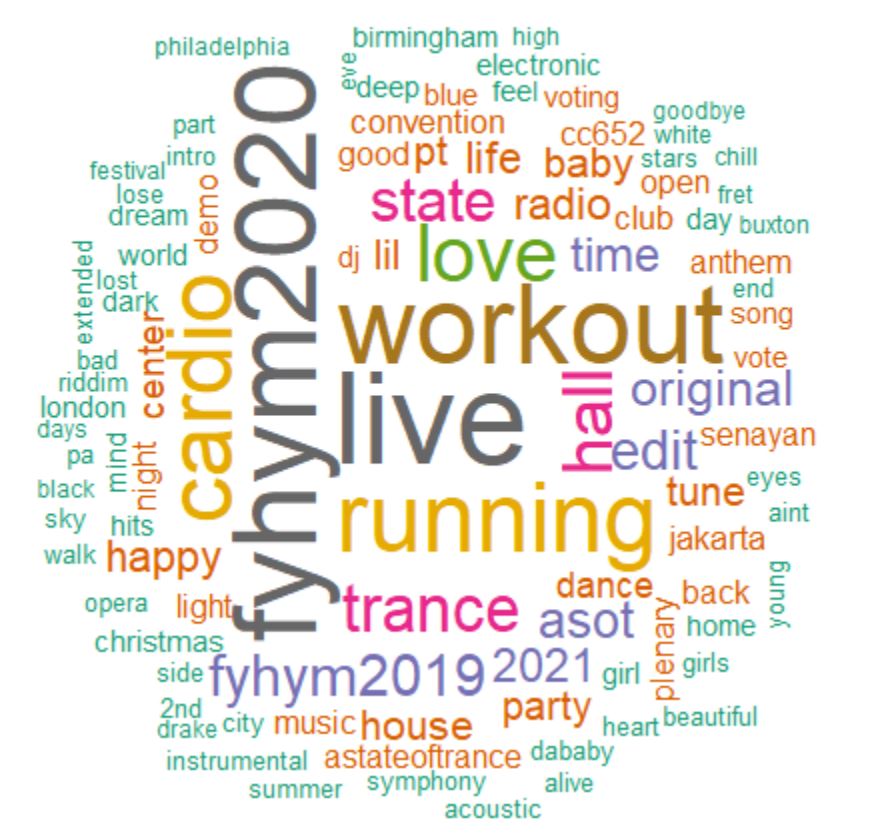 philadelphia
birmingham
high
eve
electronic
deep
blue
feel
voting
goodbye
part
convention
cc652
white
intro
good
pt
life
baby
stars
chill
festival
fyhym2020
demo
open
fret
lose
state
radio
club
day
buxton
dream
world
dj
lil
love
time
anthem
extended
lost
dark
cardio
end
song
workout
center
vote
bad
riddim
live
hall
original
london
days
edit
senayan
pa
mind
night
black
running
tune
eyes
sky
hits
aint
jakarta
walk
happy
dance
back
young
opera
light
trance
asot
plenary
home
christmas
side
fyhym2019
2021
girl
girls
2nd
drake
city
music
house
party
heart
beautiful
instrumental
astateoftrance
dababy
summer
symphony
alive
acoustic